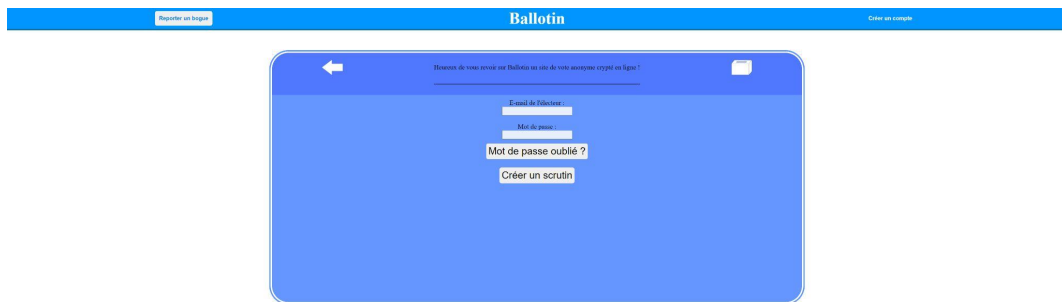 Reporter un bogue
Ballotin
Créer un compte
Heureux de vous revoir sur Ballotin un site de vote anonyme crypté en ligne !
E-mail de l'électeur :
Mot de passe :
Mot de passe oublié ?
Créer un scrutin